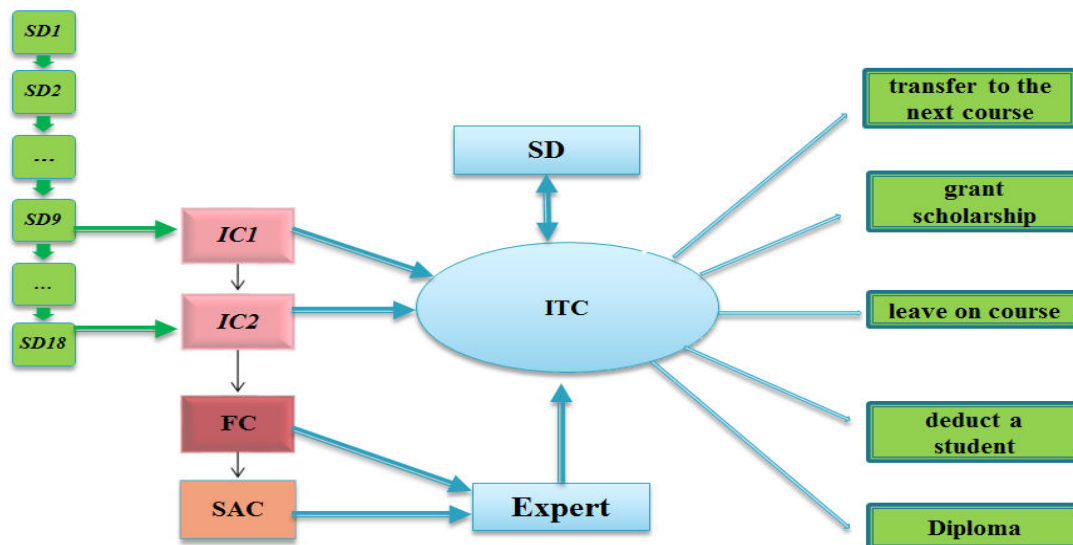 SD1
SD2
...
SD9
...
SD18
IC1
IC2
FC
SAC
SD
ITC
Expert
transfer to the
next course
grant
scholarship
leave on course
deduct a
student
Diploma